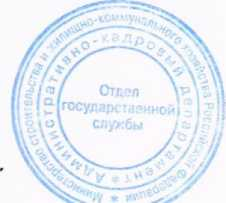 Министерство строительства и жилищно-коммунального хозяйства Российской Федерации *
Административно-кадровый департамент *
Отдел
государственной
службы